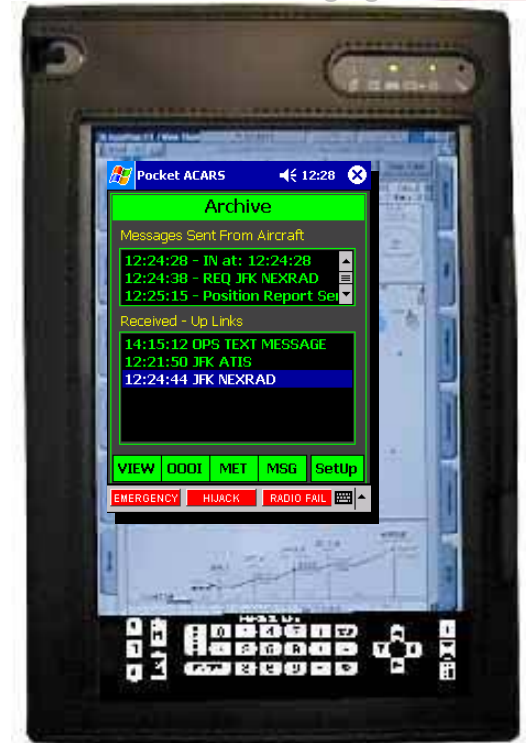 Pocket ACARS 12:28
Archive
Messages Sent From Aircraft
12:24:28 - IN at: 12:24:28
12:24:38 - REQ JFK NEXRAD
12:25:15 - Position Report Se
Received - Up Links
14:15:12 OPS TEXT MESSAGE
12:21:50 JFK ATIS
12:24:44 JFK NEXRAD
VIEW OOOI MET MSG SetUp
EMERGENCY HIJACK RADIO FAIL